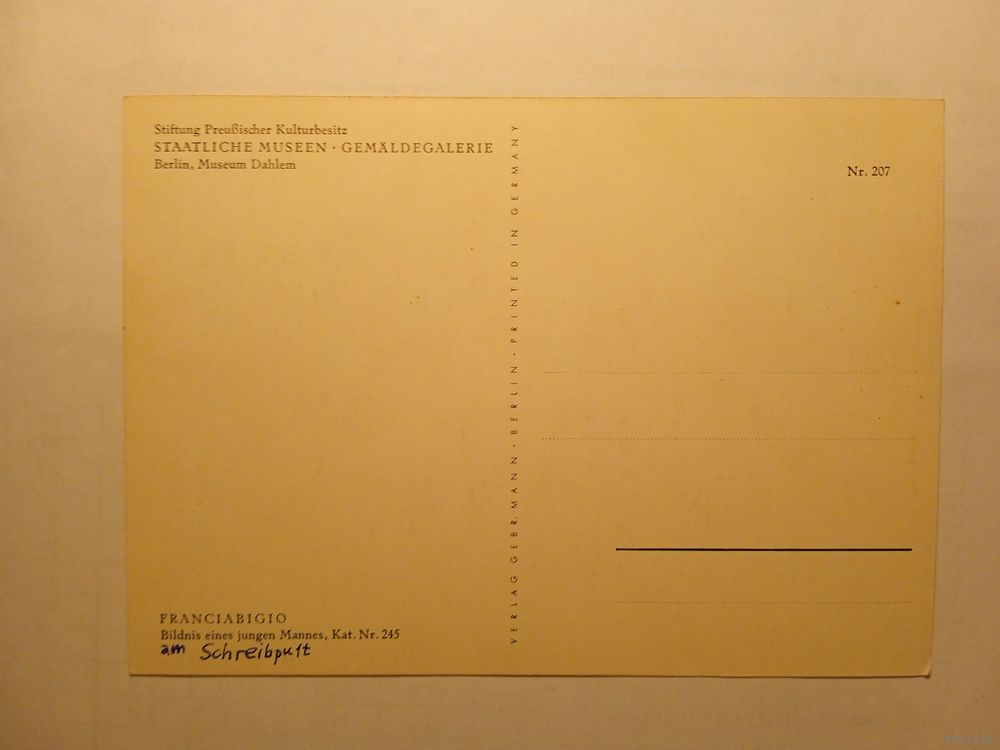 Stiftung Preußischer Kulturbesitz
STAATLICHE MUSEEN · GEMÄLDEGALERIE
Berlin, Museum Dahlem
VERLAG GEBR. MANN · BERLIN · PRINTED IN GERMANY
Nr. 207
FRANCIABIGIO
Bildnis eines jungen Mannes, Kat. Nr. 245
am Schreibpult